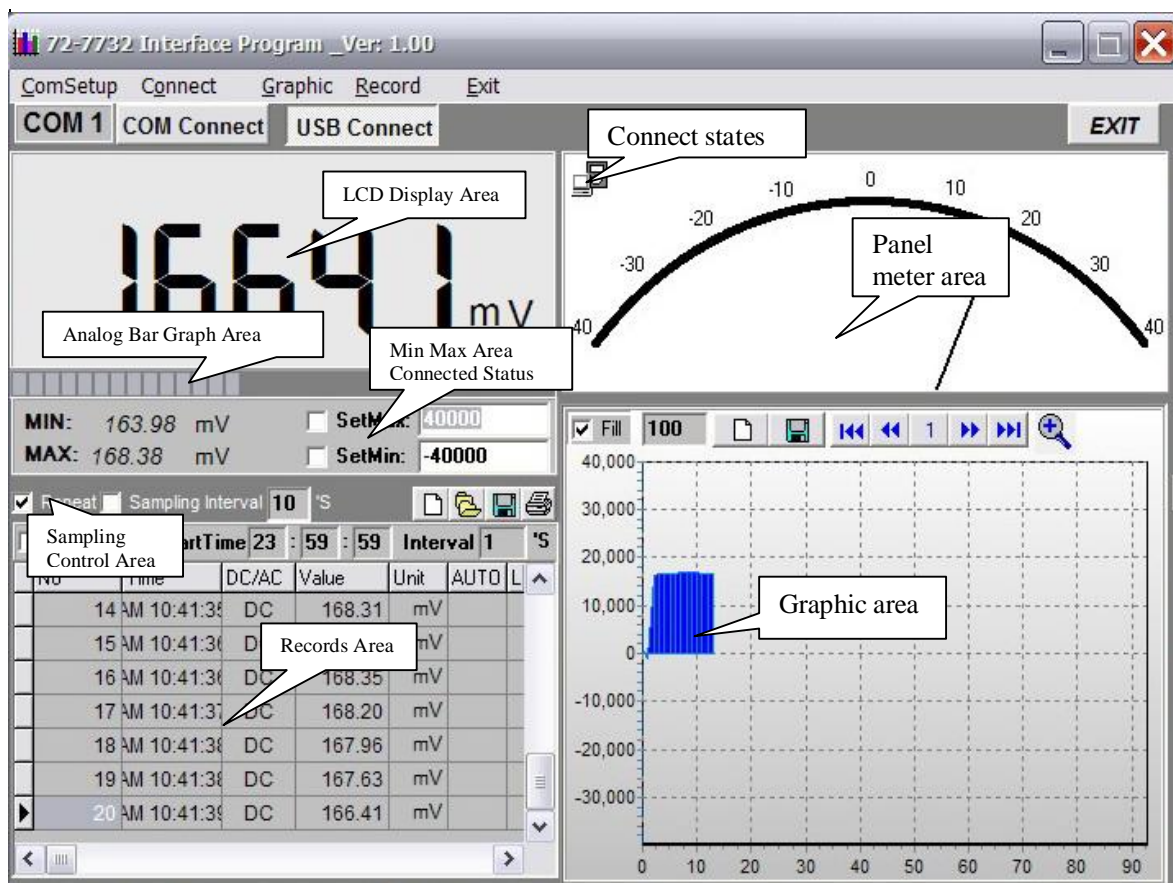 72-7732 Interface Program _Ver: 1.00
ComSetup Connect Graphic Record Exit
COM 1 COM Connect USB Connect EXIT
Connect states
LCD Display Area
16641 mV
Analog Bar Graph Area
Min Max Area
Connected Status
-40 -30 -20 -10 0 10 20 30 40
Panel
meter area
MIN: 163.98 mV SetMax: 40000
MAX: 168.38 mV SetMin: -40000
Repeat Sampling Interval 10 'S
Sampling
Control Area
artTime 23 : 59 : 59 Interval 1 'S
No Time DC/AC Value Unit AUTO L
14 AM 10:41:35 DC 168.31 mV
15 AM 10:41:36 D mV
Records Area
16 AM 10:41:36 DC 168.35 mV
17 AM 10:41:37 DC 168.20 mV
18 AM 10:41:38 DC 167.96 mV
19 AM 10:41:38 DC 167.63 mV
20 AM 10:41:39 DC 166.41 mV
Fill 100 1
40,000
30,000
20,000
10,000
0
-10,000
-20,000
-30,000
Graphic area
0 10 20 30 40 50 60 70 80 90